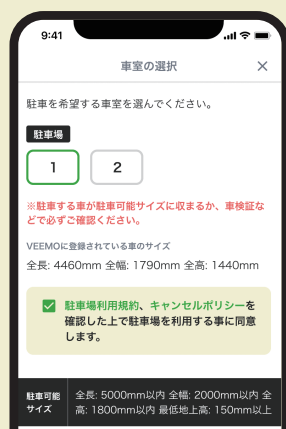 9:41
車室の選択
駐車を希望する車室を選んでください。
駐車場
1 2
※駐車する車が駐車可能サイズに収まるか、車検証な
どで必ずご確認ください。
VEEMOに登録されている車のサイズ
全長: 4460mm 全幅: 1790mm 全高: 1440mm
駐車場利用規約、キャンセルポリシーを
確認した上で駐車場を利用する事に同意
します。
駐車可能
サイズ
全長: 5000mm以内 全幅: 2000mm以内 全
高: 1800mm以内 最低地上高: 150mm以上